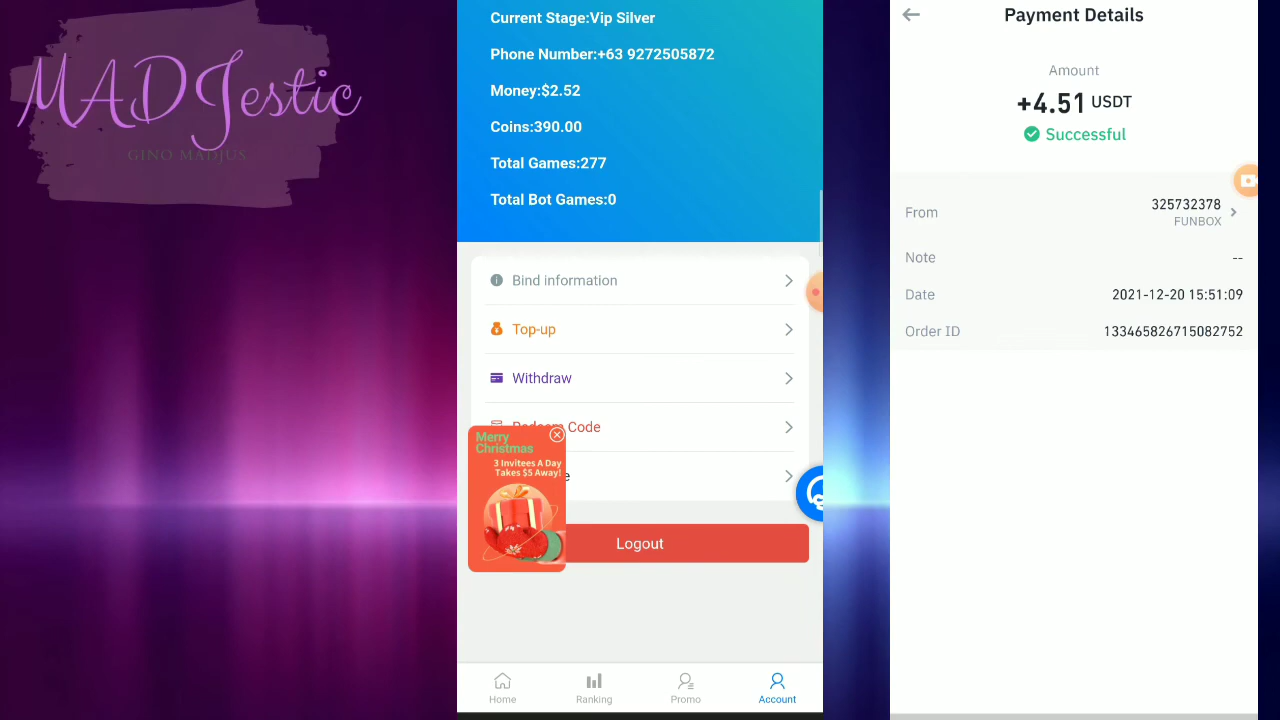 MADJestic
GINO MADJUS
Current Stage:Vip Silver
Phone Number:+63 9272505872
Money:$2.52
Coins:390.00
Total Games:277
Total Bot Games:0
Bind information
Top-up
Withdraw
Code
Merry
Christmas
3 Invitees A Day
Takes $5 Away!
Logout
Home
Ranking
Promo
Account
Payment Details
Amount
+4.51 USDT
Successful
From
325732378
FUNBOX
Note
--
Date
2021-12-20 15:51:09
Order ID
133465826715082752